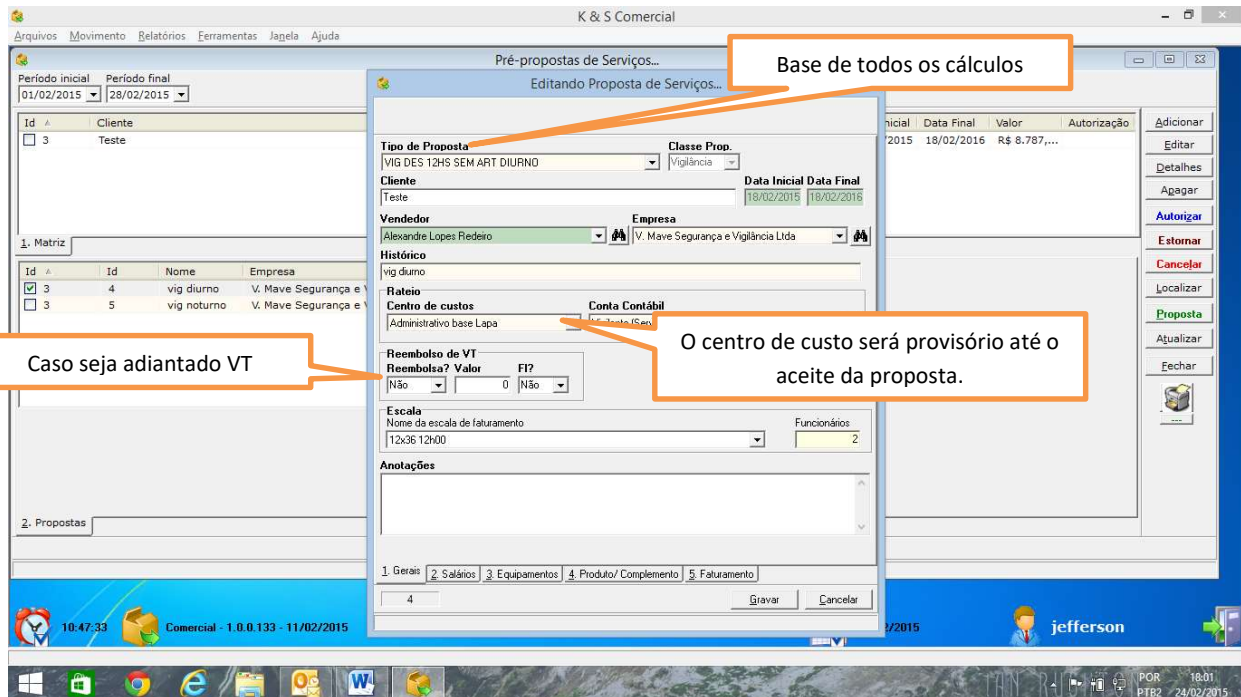 K & S Comercial
Arquivos Movimento Relatórios Ferramentas Janela Ajuda
Pré-propostas de Serviços...
Período inicial Período final
01/02/2015 28/02/2015
Id Cliente
3 Teste
nicial Data Final Valor Autorização
/2015 18/02/2016 R$ 8.787,...
1. Matriz
Id Id Nome Empresa
3 4 vig diurno V. Mave Segurança e V
3 5 vig noturno V. Mave Segurança e V
2. Propostas
Adicionar
Editar
Detalhes
Apagar
Autorizar
Estornar
Cancelar
Localizar
Proposta
Atualizar
Fechar
...
Editando Proposta de Serviços...
Base de todos os cálculos
Tipo de Proposta Classe Prop.
VIG DES 12HS SEM ART DIURNO Vigilância
Cliente Data Inicial Data Final
Teste 18/02/2015 18/02/2016
Vendedor Empresa
Alexandre Lopes Redeiro V. Mave Segurança e Vigilância Ltda
Histórico
vig diurno
Rateio
Centro de custos Conta Contábil
Administrativo base Lapa
O centro de custo será provisório até o
aceite da proposta.
Caso seja adiantado VT
Reembolso de VT
Reembolsa? Valor FI?
Não 0 Não
Escala
Nome da escala de faturamento Funcionários
12x36 12h00 2
Anotações
1. Gerais 2. Salários 3. Equipamentos 4. Produto/ Complemento 5. Faturamento
4 Gravar Cancelar
10:47:33 Comercial - 1.0.0.133 - 11/02/2015 2/2015 jefferson
POR 18:01
PTB2 24/02/2015